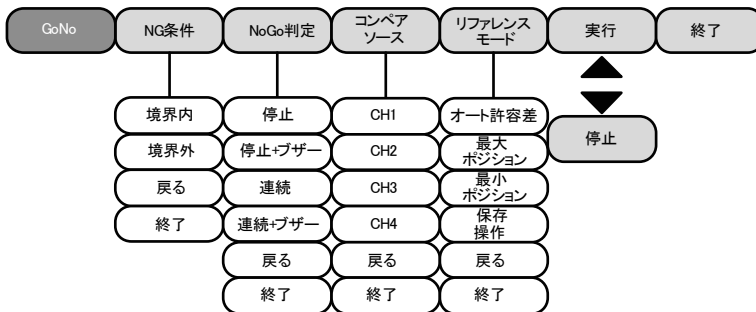 GoNo
NG条件
NoGo判定
コンペア
ソース
リファレンス
モード
実行
終了
境界内
停止
CH1
オート許容差
停止
境界外
停止+ブザー
CH2
最大
ポジション
戻る
連続
CH3
最小
ポジション
終了
連続+ブザー
CH4
保存
操作
戻る
戻る
戻る
終了
終了
終了